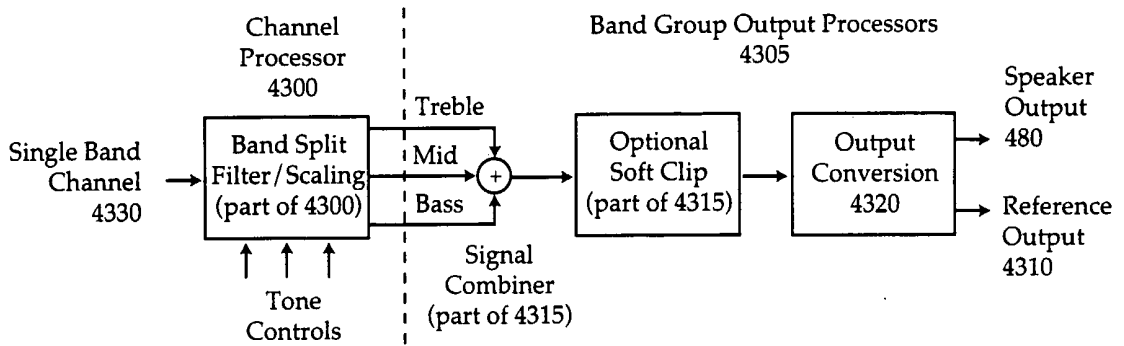 Channel
Processor
4300
Band Group Output Processors
4305
Single Band
Channel
4330
Band Split
Filter/Scaling
(part of 4300)
Tone
Controls
Treble
Mid
Bass
+
Signal
Combiner
(part of 4315)
Optional
Soft Clip
(part of 4315)
Output
Conversion
4320
Speaker
Output
480
Reference
Output
4310